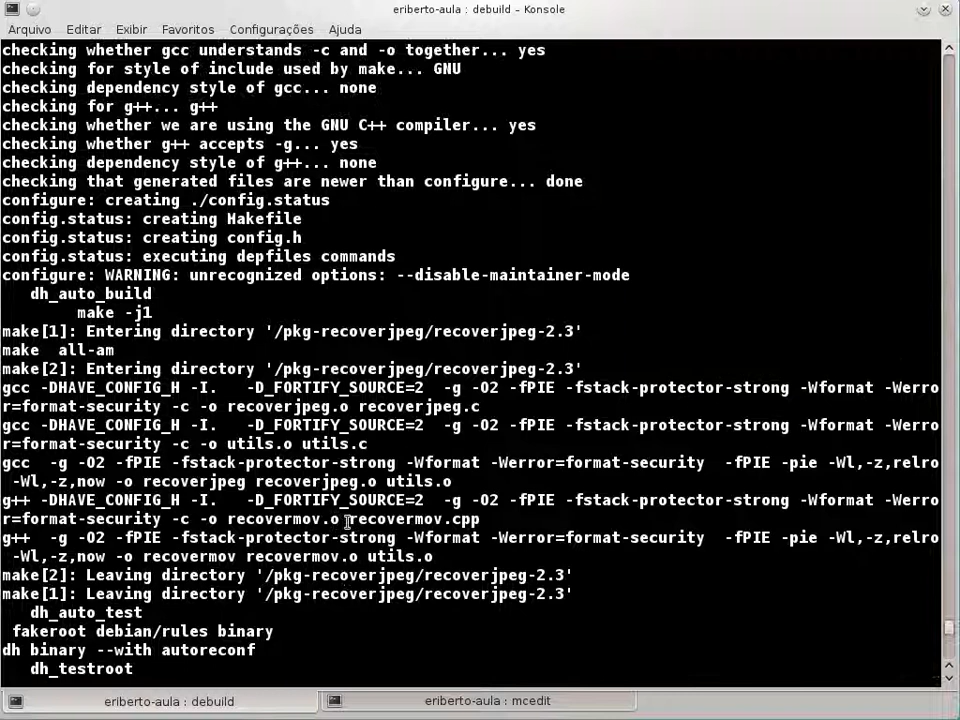 eriberto-aula : debuild – Konsole
Arquivo Editar Exibir Favoritos Configurações Ajuda
checking whether gcc understands -c and -o together... yes
checking for style of include used by make... GNU
checking dependency style of gcc... none
checking for g++... g++
checking whether we are using the GNU C++ compiler... yes
checking whether g++ accepts -g... yes
checking dependency style of g++... none
checking that generated files are newer than configure... done
configure: creating ./config.status
config.status: creating Makefile
config.status: creating config.h
config.status: executing depfiles commands
configure: WARNING: unrecognized options: --disable-maintainer-mode
dh_auto_build
make -j1
make[1]: Entering directory '/pkg-recoverjpeg/recoverjpeg-2.3'
make  all-am
make[2]: Entering directory '/pkg-recoverjpeg/recoverjpeg-2.3'
gcc -DHAVE_CONFIG_H -I.   -D_FORTIFY_SOURCE=2  -g -O2 -fPIE -fstack-protector-strong -Wformat -Werro
r=format-security -c -o recoverjpeg.o recoverjpeg.c
gcc -DHAVE_CONFIG_H -I.   -D_FORTIFY_SOURCE=2  -g -O2 -fPIE -fstack-protector-strong -Wformat -Werro
r=format-security -c -o utils.o utils.c
gcc  -g -O2 -fPIE -fstack-protector-strong -Wformat -Werror=format-security  -fPIE -pie -Wl,-z,relro
-Wl,-z,now -o recoverjpeg recoverjpeg.o utils.o
g++ -DHAVE_CONFIG_H -I.   -D_FORTIFY_SOURCE=2  -g -O2 -fPIE -fstack-protector-strong -Wformat -Werro
r=format-security -c -o recovermov.o recovermov.cpp
g++  -g -O2 -fPIE -fstack-protector-strong -Wformat -Werror=format-security  -fPIE -pie -Wl,-z,relro
-Wl,-z,now -o recovermov recovermov.o utils.o
make[2]: Leaving directory '/pkg-recoverjpeg/recoverjpeg-2.3'
make[1]: Leaving directory '/pkg-recoverjpeg/recoverjpeg-2.3'
dh_auto_test
fakeroot debian/rules binary
dh binary --with autoreconf
dh_testroot
eriberto-aula : debuild
eriberto-aula : mcedit